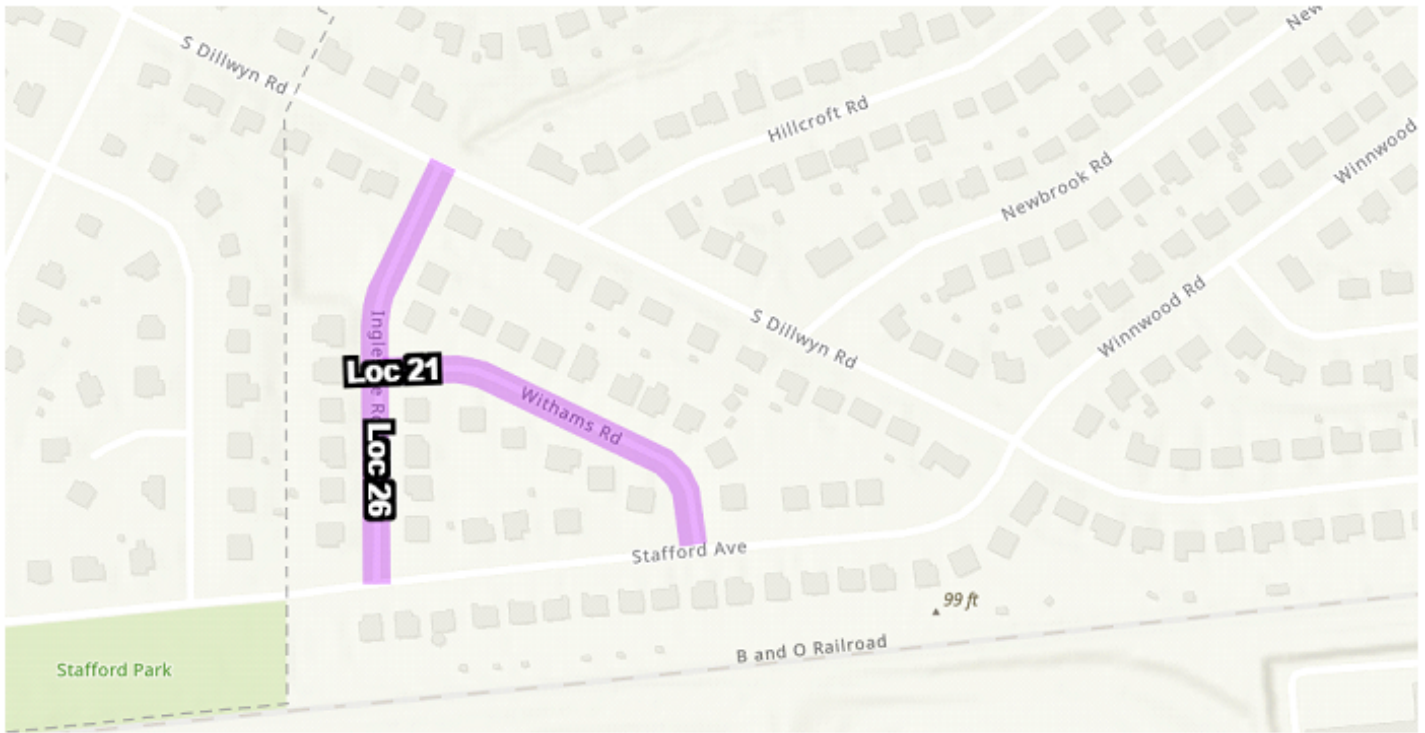 New
S Dillwyn Rd
Hillcroft Rd
Winnwood
Newbrook Rd
Winnwood Rd
S Dillwyn Rd
Loc 21
Withams Rd
Loc 26
Stafford Ave
99 ft
B and O Railroad
Stafford Park